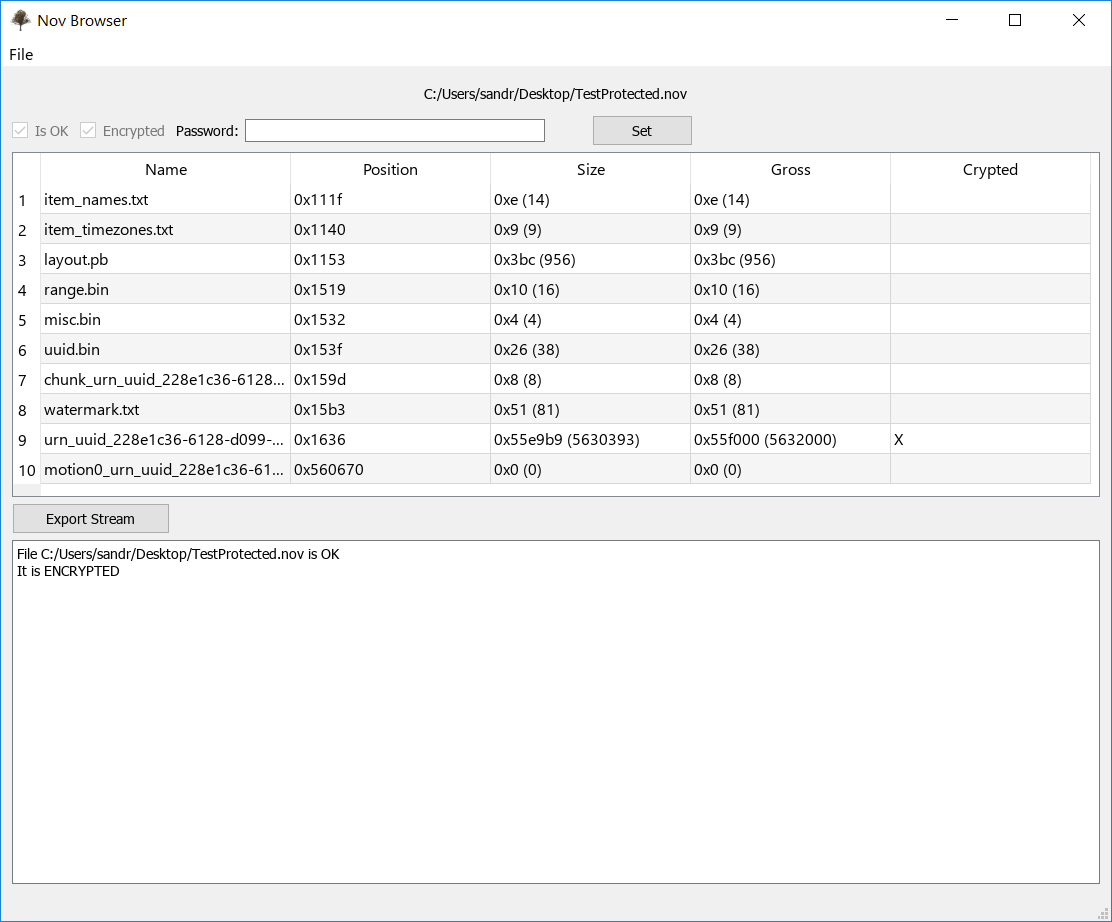 Nov Browser
File
C:/Users/sandr/Desktop/TestProtected.nov
Is OK Encrypted Password: Set
Name Position Size Gross Crypted
1 item_names.txt 0x111f 0xe (14) 0xe (14)
2 item_timezones.txt 0x1140 0x9 (9) 0x9 (9)
3 layout.pb 0x1153 0x3bc (956) 0x3bc (956)
4 range.bin 0x1519 0x10 (16) 0x10 (16)
5 misc.bin 0x1532 0x4 (4) 0x4 (4)
6 uuid.bin 0x153f 0x26 (38) 0x26 (38)
7 chunk_urn_uuid_228e1c36-6128... 0x159d 0x8 (8) 0x8 (8)
8 watermark.txt 0x15b3 0x51 (81) 0x51 (81)
9 urn_uuid_228e1c36-6128-d099-... 0x1636 0x55e9b9 (5630393) 0x55f000 (5632000) X
10 motion0_urn_uuid_228e1c36-61... 0x560670 0x0 (0) 0x0 (0)
Export Stream
File C:/Users/sandr/Desktop/TestProtected.nov is OK
It is ENCRYPTED